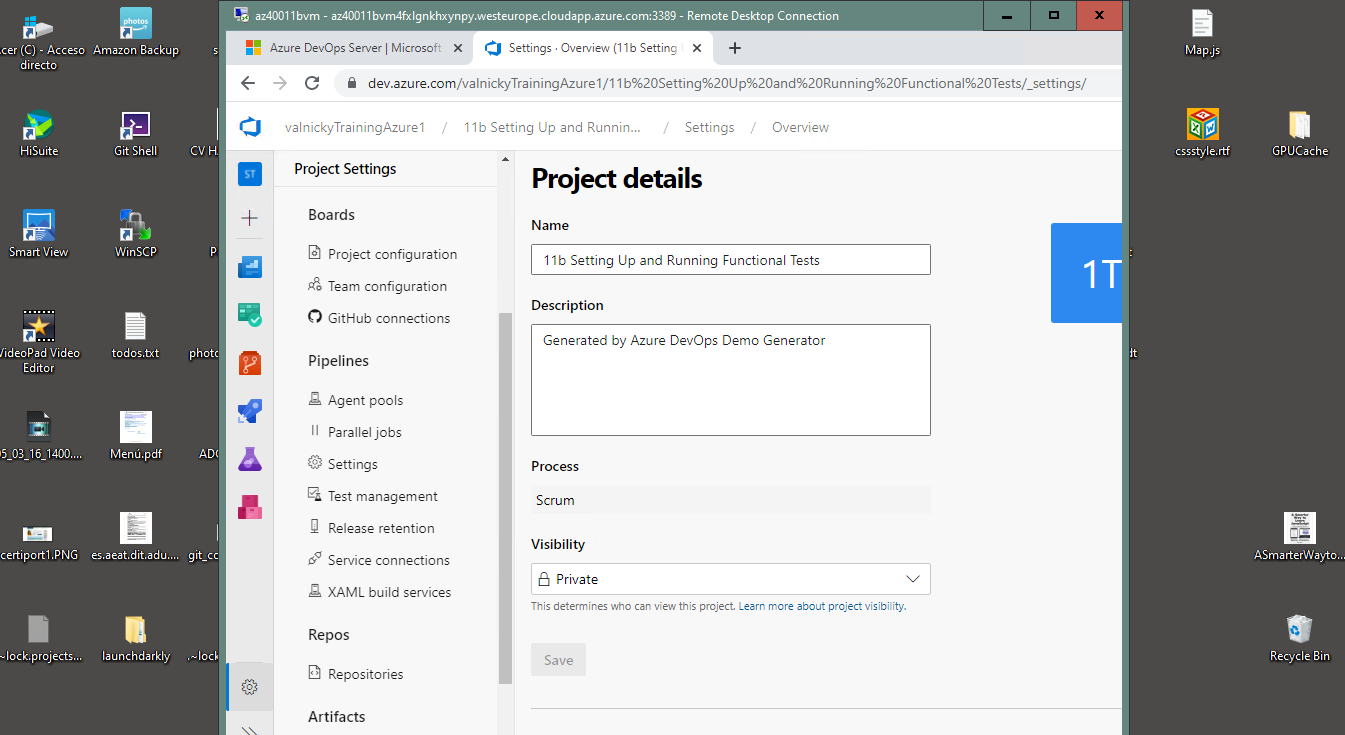 az40011bvm - az40011bvm4fxlgnkhxynpy.westeurope.cloudapp.azure.com:3389 - Remote Desktop Connection
Azure DevOps Server | Microsoft
Settings · Overview (11b Setting
dev.azure.com/valnickyTrainingAzure1/11b%20Setting%20Up%20and%20Running%20Functional%20Tests/_settings/
valnickyTrainingAzure1 / 11b Setting Up and Runnin... / Settings / Overview
ST
Project Settings
Boards
Project configuration
Team configuration
GitHub connections
Pipelines
Agent pools
Parallel jobs
Settings
Test management
Release retention
Service connections
XAML build services
Repos
Repositories
Artifacts
Project details
Name
11b Setting Up and Running Functional Tests
1T
Description
Generated by Azure DevOps Demo Generator
Process
Scrum
Visibility
Private
This determines who can view this project. Learn more about project visibility.
Save
cer (C) - Acceso
directo
photos
Amazon Backup
HiSuite
Git Shell
CV H
Smart View
WinSCP
P
VideoPad Video
Editor
todos.txt
photo
05_03_16_1400....
Menú.pdf
ADO
certiport1.PNG
es.aeat.dit.adu....
git_co
~lock.projects...
launchdarkly
.~lock
Map.js
cssstyle.rtf
GPUCache
dt
ASmarterWayto...
Recycle Bin